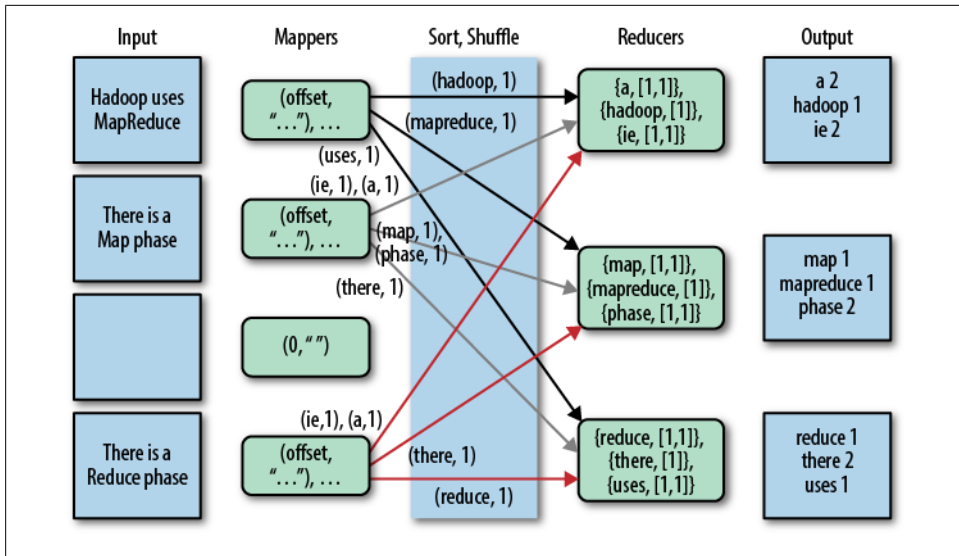 Input
Mappers
Sort, Shuffle
Reducers
Output
Hadoop uses
MapReduce
(offset,
“…”), …
(hadoop, 1)
(mapreduce, 1)
(uses, 1)
{a, [1,1]},
{hadoop, [1]},
{ie, [1,1]}
a 2
hadoop 1
ie 2
There is a
Map phase
(offset,
“…”), …
(ie, 1), (a, 1)
(map, 1),
(phase, 1)
(there, 1)
{map, [1,1]},
{mapreduce, [1]},
{phase, [1,1]}
map 1
mapreduce 1
phase 2
(0, “ ”)
There is a
Reduce phase
(offset,
“…”), …
(ie,1), (a,1)
(there, 1)
(reduce, 1)
{reduce, [1,1]},
{there, [1]},
{uses, [1,1]}
reduce 1
there 2
uses 1